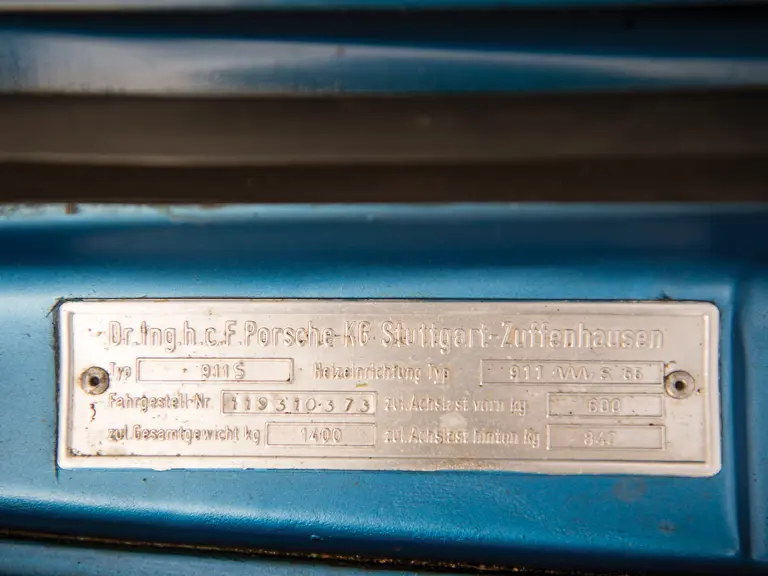 Dr.Ing.h.c.F.Porsche-KG Stuttgart-Zuffenhausen
Typ 911S Heizeinrichtung Typ 911 S 66
Fahrgestell-Nr. 119310373 zul.Achslast vorn kg 600
zul.Gesamtgewicht kg 1400 zul.Achslast hinten kg 840